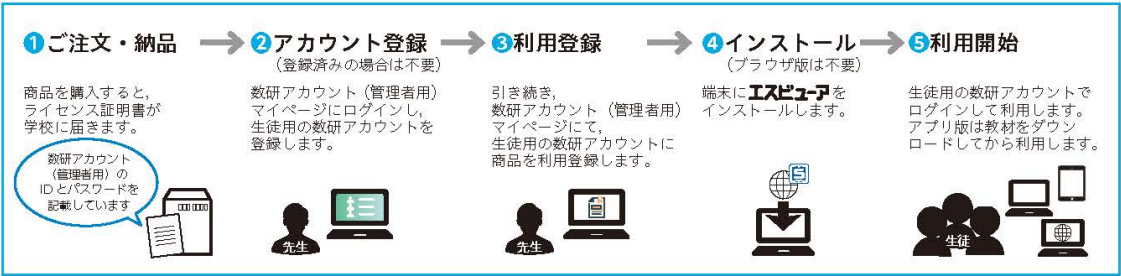 ❶ご注文・納品
商品を購入すると,
ライセンス証明書が
学校に届きます。
数研アカウント
(管理者用)の
IDとパスワードを
記載しています
❷アカウント登録
(登録済みの場合は不要)
数研アカウント(管理者用)
マイページにログインし,
生徒用の数研アカウントを
登録します。
先生
❸利用登録
引き続き,
数研アカウント(管理者用)
マイページにて,
生徒用の数研アカウントに
商品を利用登録します。
先生
❹インストール
(ブラウザ版は不要)
端末にエスビューアを
インストールします。
S
❺利用開始
生徒用の数研アカウントで
ログインして利用します。
アプリ版は教材をダウン
ロードしてから利用します。
生徒